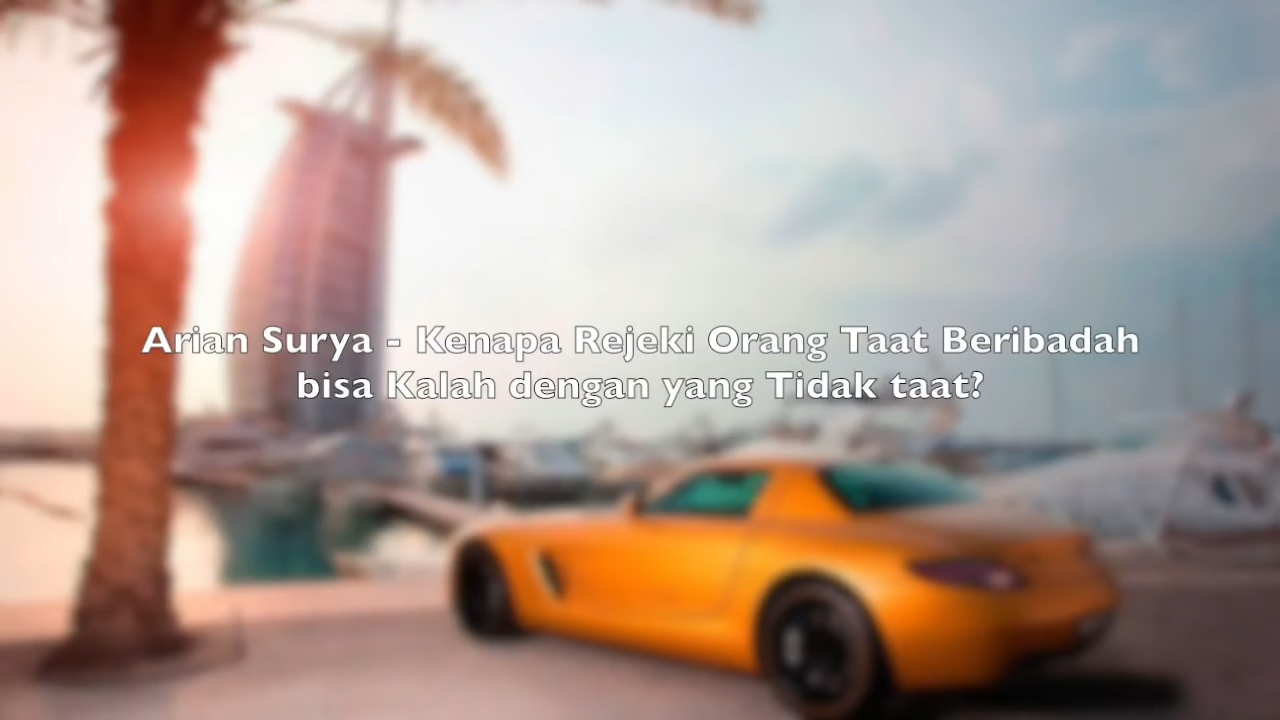 Arian Surya - Kenapa Rejeki Orang Taat Beribadah
bisa Kalah dengan yang Tidak taat?